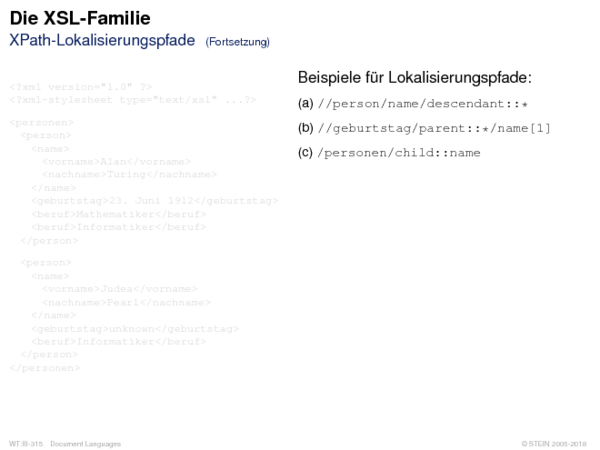 Die XSL-Familie
XPath-Lokalisierungspfade (Fortsetzung)
<?xml version="1.0" ?>
<?xml-stylesheet type="text/xsl" ...?>
<personen>
<person>
<name>
<vorname>Alan</vorname>
<nachname>Turing</nachname>
</name>
<geburtstag>23. Juni 1912</geburtstag>
<beruf>Mathematiker</beruf>
<beruf>Informatiker</beruf>
</person>
<person>
<name>
<vorname>Judea</vorname>
<nachname>Pearl</nachname>
</name>
<geburtstag>unknown</geburtstag>
<beruf>Informatiker</beruf>
</person>
</personen>
Beispiele für Lokalisierungspfade:
(a) //person/name/descendant::*
(b) //geburtstag/parent::*/name[1]
(c) /personen/child::name
WT:III-315 Document Languages
© STEIN 2005-2018